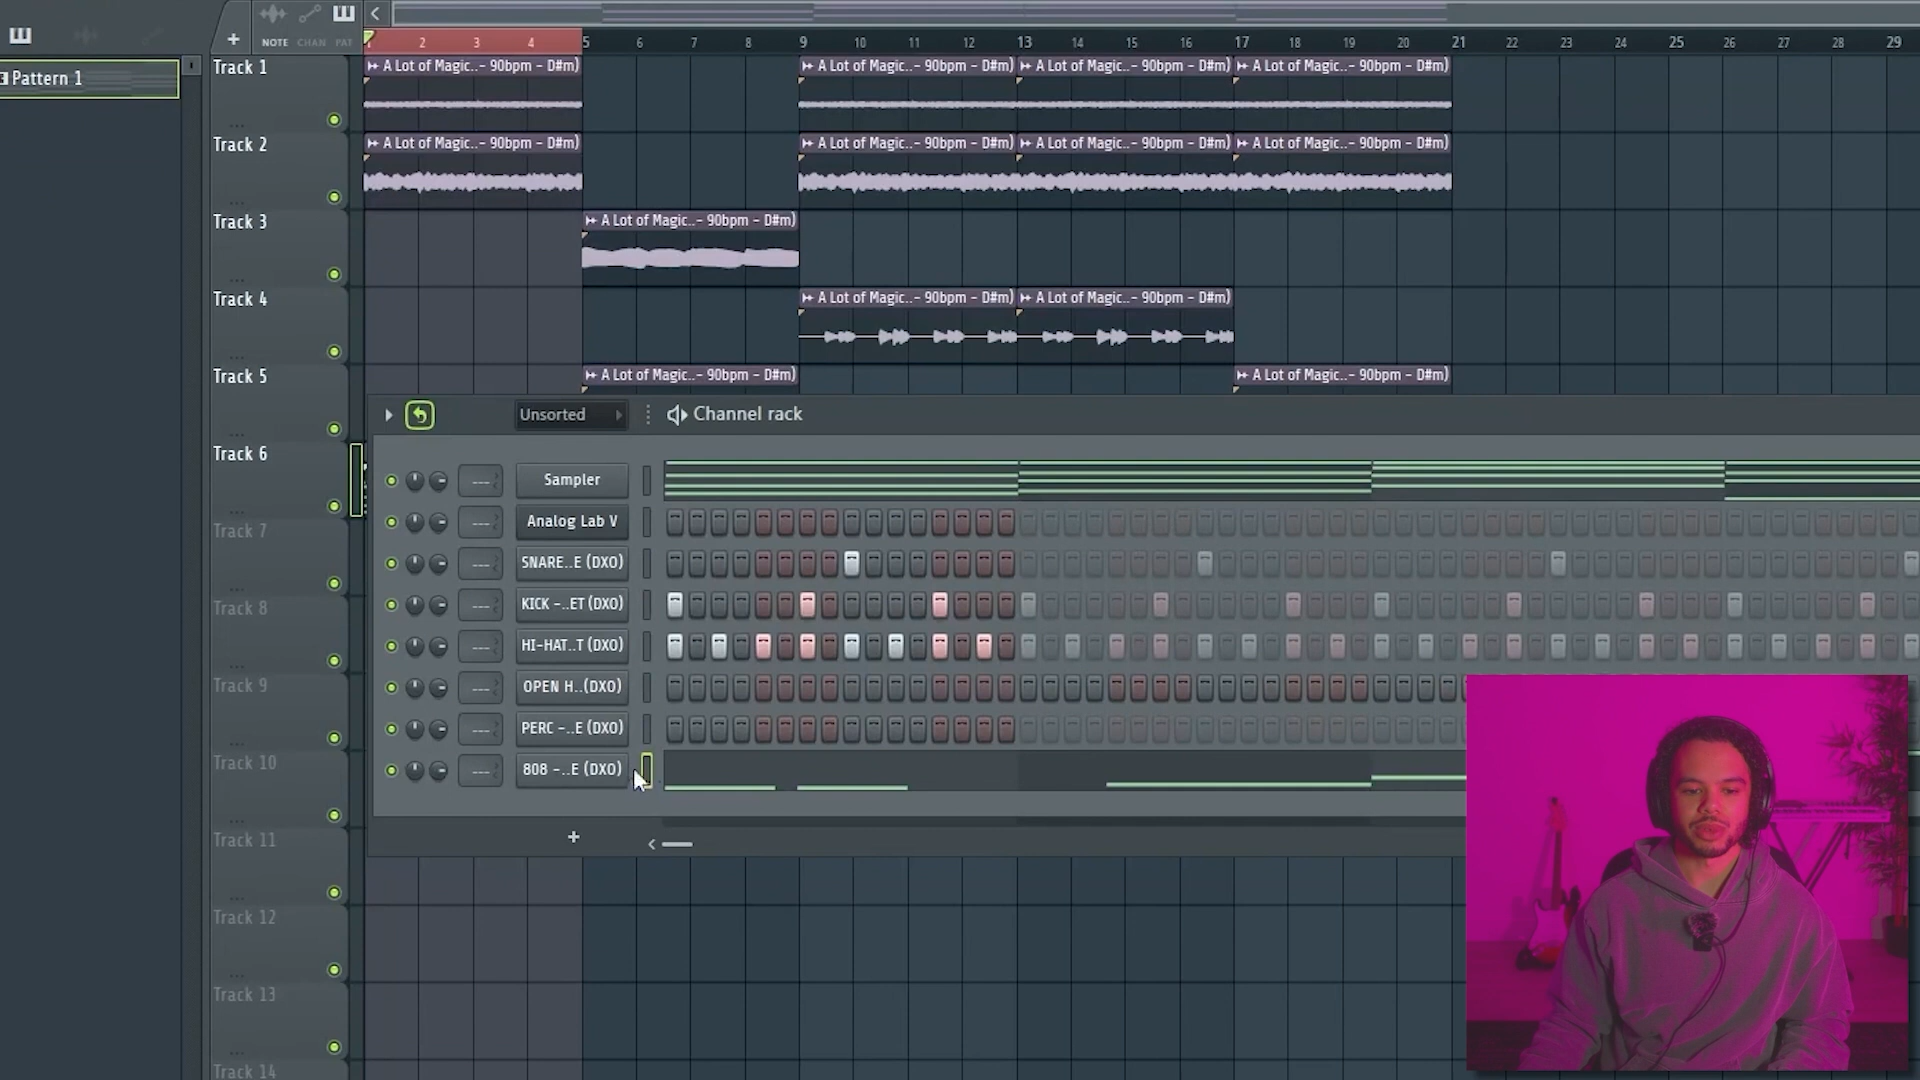 NOTE CHAN PAT
1 2 3 4 5 6 7 8 9 10 11 12 13 14 15 16 17 18 19 20 21 22 23 24 25 26 27 28 29
Pattern 1
Track 1
A Lot of Magic..- 90bpm - D#m)
A Lot of Magic..- 90bpm - D#m)
A Lot of Magic..- 90bpm - D#m)
A Lot of Magic..- 90bpm - D#m)
Track 2
A Lot of Magic..- 90bpm - D#m)
A Lot of Magic..- 90bpm - D#m)
A Lot of Magic..- 90bpm - D#m)
A Lot of Magic..- 90bpm - D#m)
Track 3
A Lot of Magic..- 90bpm - D#m)
Track 4
A Lot of Magic..- 90bpm - D#m)
A Lot of Magic..- 90bpm - D#m)
Track 5
A Lot of Magic..- 90bpm - D#m)
A Lot of Magic..- 90bpm - D#m)
Unsorted
Channel rack
Track 6
Track 7
Track 8
Track 9
Track 10
Track 11
Track 12
Track 13
Track 14
Sampler
Analog Lab V
SNARE..E (DXO)
KICK -..ET (DXO)
HI-HAT..T (DXO)
OPEN H..(DXO)
PERC -..E (DXO)
808 -..E (DXO)